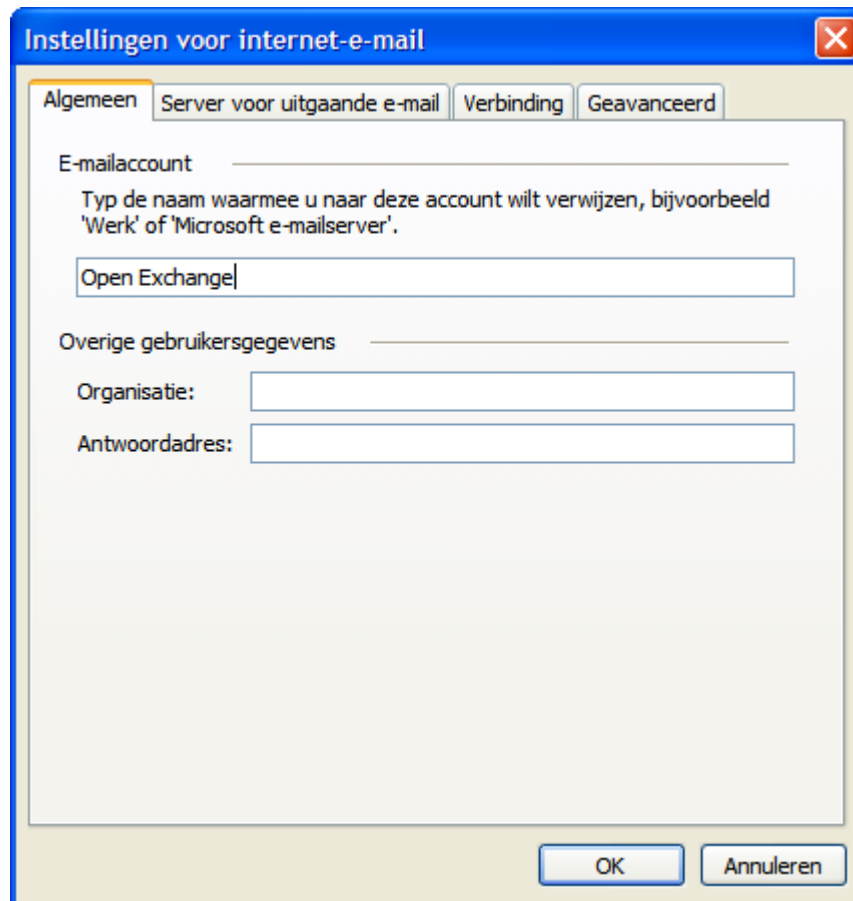 Instellingen voor internet-e-mail
Algemeen
Server voor uitgaande e-mail
Verbinding
Geavanceerd
E-mailaccount
Typ de naam waarmee u naar deze account wilt verwijzen, bijvoorbeeld
'Werk' of 'Microsoft e-mailserver'.
Open Exchange
Overige gebruikersgegevens
Organisatie:
Antwoordadres:
OK
Annuleren